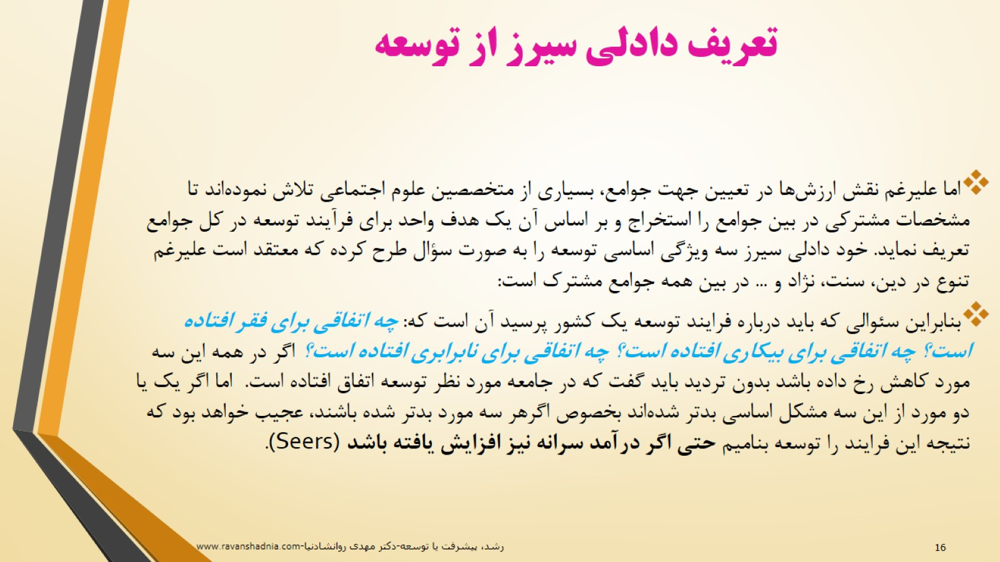 تعریف دادلی سیرز از توسعه
اما علیرغم نقش ارزش‌ها در تعیین جهت جوامع، بسیاری از متخصصین علوم اجتماعی تلاش نموده‌اند تا
مشخصات مشترکی در بین جوامع را استخراج و بر اساس آن یک هدف واحد برای فرآیند توسعه در کل جوامع
تعریف نماید. خود دادلی سیرز سه ویژگی اساسی توسعه را به صورت سؤال طرح کرده که معتقد است علیرغم
تنوع در دین، سنت، نژاد و ... در بین همه جوامع مشترک است:
بنابراین سئوالی که باید درباره فرایند توسعه یک کشور پرسید آن است که: چه اتفاقی برای فقر افتاده
است؟ چه اتفاقی برای بیکاری افتاده است؟ چه اتفاقی برای نابرابری افتاده است؟ اگر در همه این سه
مورد کاهش رخ داده باشد بدون تردید باید گفت که در جامعه مورد نظر توسعه اتفاق افتاده است. اما اگر یک یا
دو مورد از این سه مشکل اساسی بدتر شده‌اند بخصوص اگرهر سه مورد بدتر شده باشند، عجیب خواهد بود که
نتیجه این فرایند را توسعه بنامیم حتی اگر درآمد سرانه نیز افزایش یافته باشد (Seers).
رشد، پیشرفت یا توسعه-دکتر مهدی روانشادنیا-www.ravanshadnia.com
16